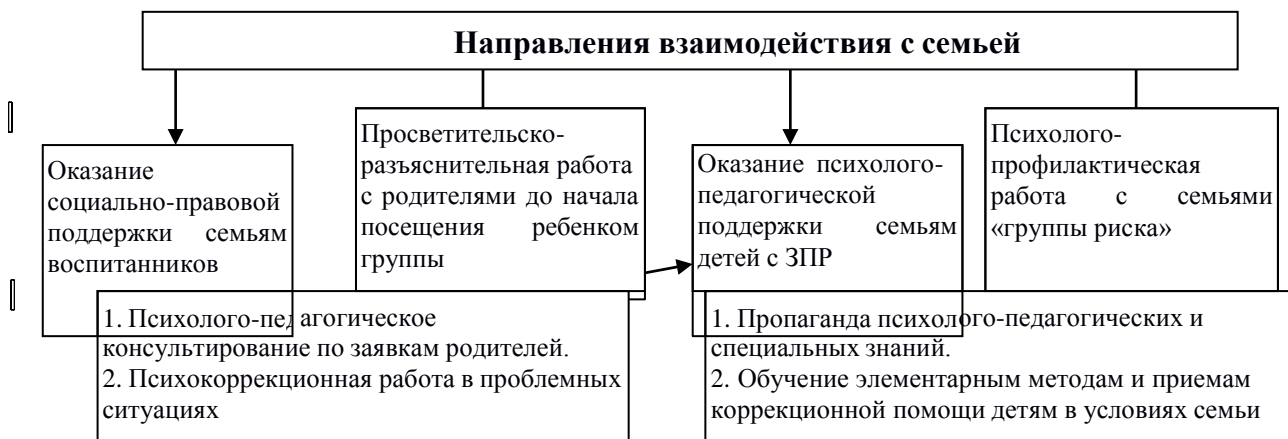 Направления взаимодействия с семьей
Оказание
социально-правовой
поддержки семьям
воспитанников
Просветительско-
разъяснительная работа
с родителями до начала
посещения ребенком
группы
Оказание психолого-
педагогической
поддержки семьям
детей с ЗПР
Психолого-
профилактическая
работа с семьями
«группы риска»
1. Психолого-педагогическое
консультирование по заявкам родителей.
2. Психокоррекционная работа в проблемных
ситуациях
1. Пропаганда психолого-педагогических и
специальных знаний.
2. Обучение элементарным методам и приемам
коррекционной помощи детям в условиях семьи